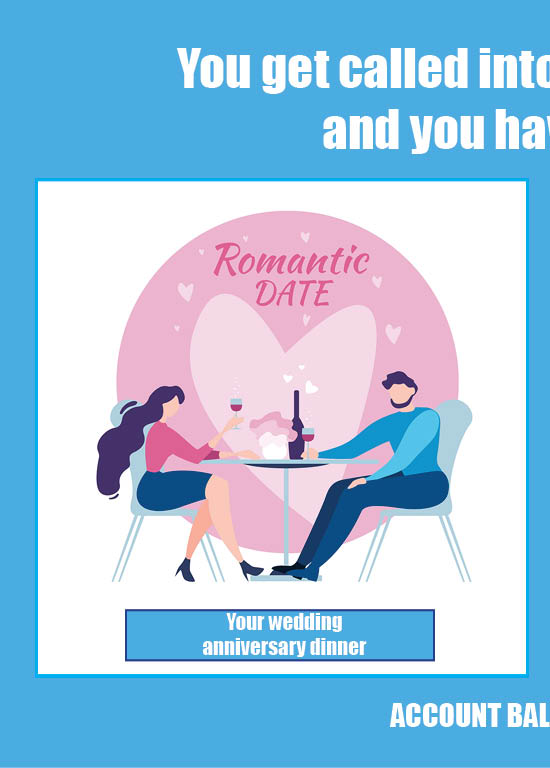 You get called into
and you hav
Romantic
DATE
Your wedding
anniversary dinner
ACCOUNT BAL